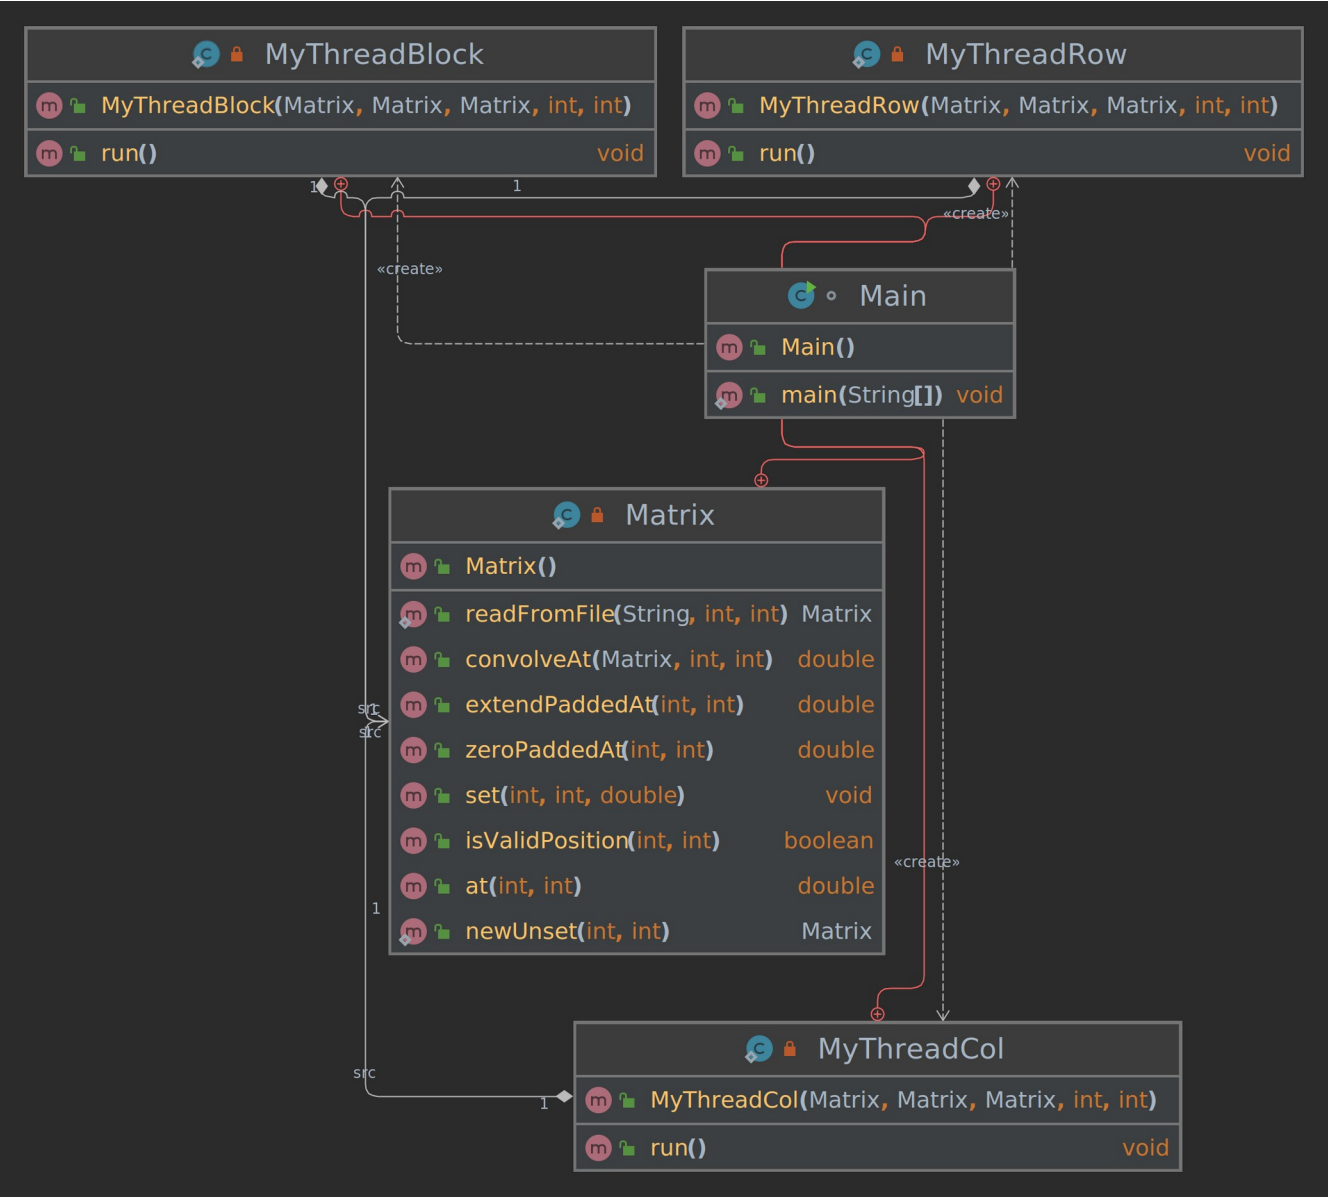 MyThreadBlock
MyThreadBlock(Matrix, Matrix, Matrix, int, int)
run() void
MyThreadRow
MyThreadRow(Matrix, Matrix, Matrix, int, int)
run() void
1
1
«create»
«create»
Main
Main()
main(String[]) void
Matrix
Matrix()
readFromFile(String, int, int) Matrix
convolveAt(Matrix, int, int) double
extendPaddedAt(int, int) double
zeroPaddedAt(int, int) double
set(int, int, double) void
isValidPosition(int, int) boolean
at(int, int) double
newUnset(int, int) Matrix
src
1
src
«create»
1
src
1
MyThreadCol
MyThreadCol(Matrix, Matrix, Matrix, int, int)
run() void